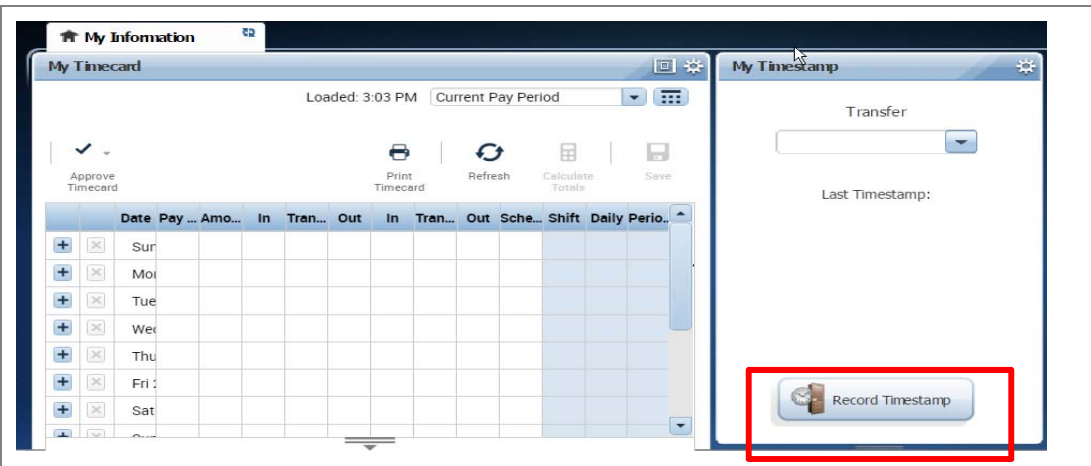 My Information
My Timecard
Loaded: 3:03 PM Current Pay Period
Approve Timecard
Print Timecard
Refresh
Calculate Totals
Save
Date Pay ... Amo... In Tran... Out In Tran... Out Sche... Shift Daily Perio..
Sun
Mon
Tue
Wed
Thu
Fri
Sat
My Timestamp
Transfer
Last Timestamp:
Record Timestamp